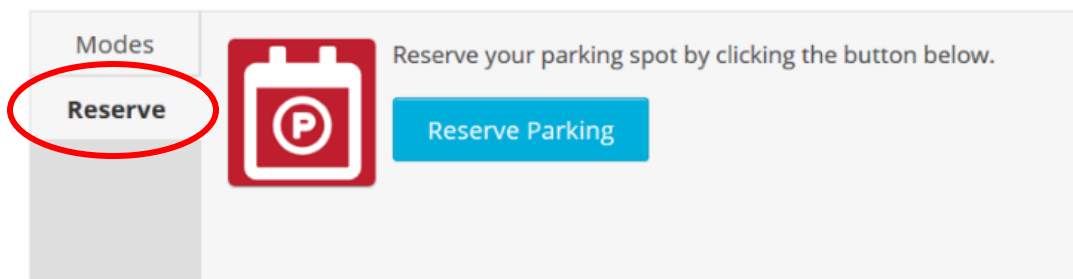 Modes
Reserve
Reserve your parking spot by clicking the button below.
P
Reserve Parking